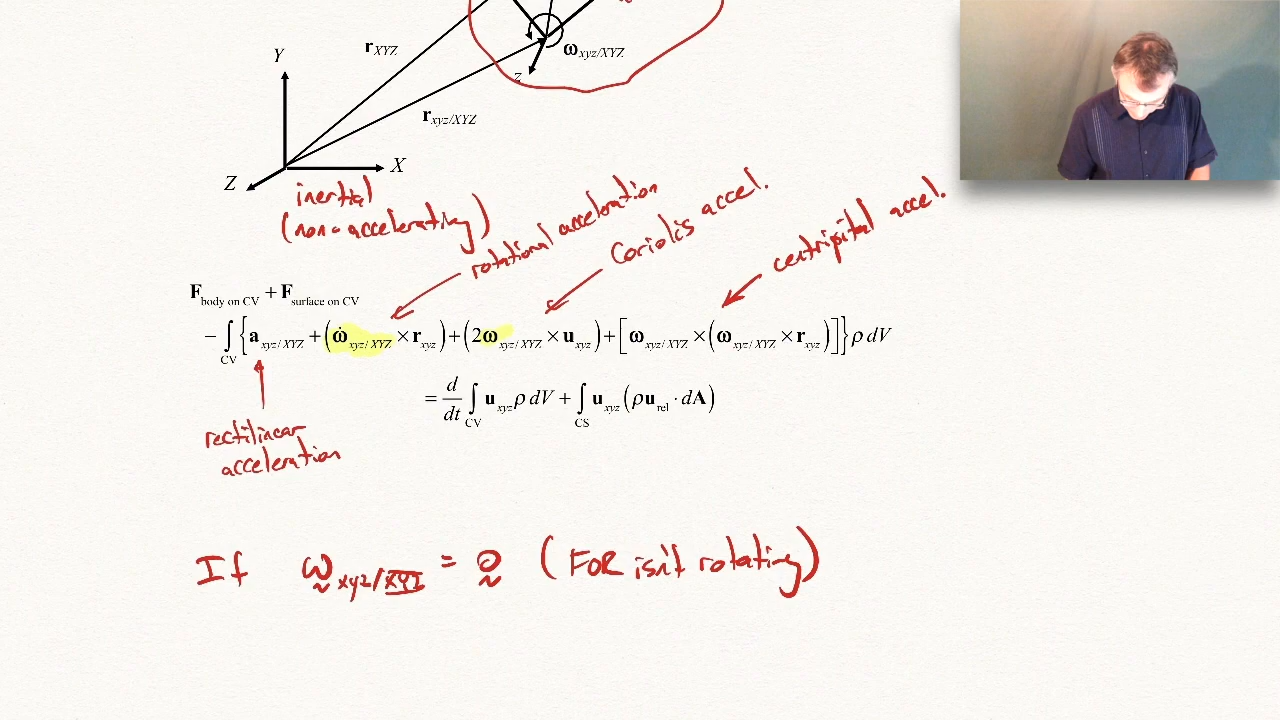 r_XYZ
Y
ω_xyz/XYZ
z
r_xyz/XYZ
X
Z
inertial
(non-accelerating)
rotational acceleration
Coriolis accel.
centripital accel.
F_body on CV + F_surface on CV
− ∫_CV {a_xyz/XYZ + (ω̇_xyz/XYZ × r_xyz) + (2ω_xyz/XYZ × u_xyz) + [ω_xyz/XYZ × (ω_xyz/XYZ × r_xyz)]} ρ dV
= d/dt ∫_CV u_xyz ρ dV + ∫_CS u_xyz (ρu_rel · dA)
rectilinear
acceleration
If ω_xyz/XYZ = 0 (FOR isn't rotating)